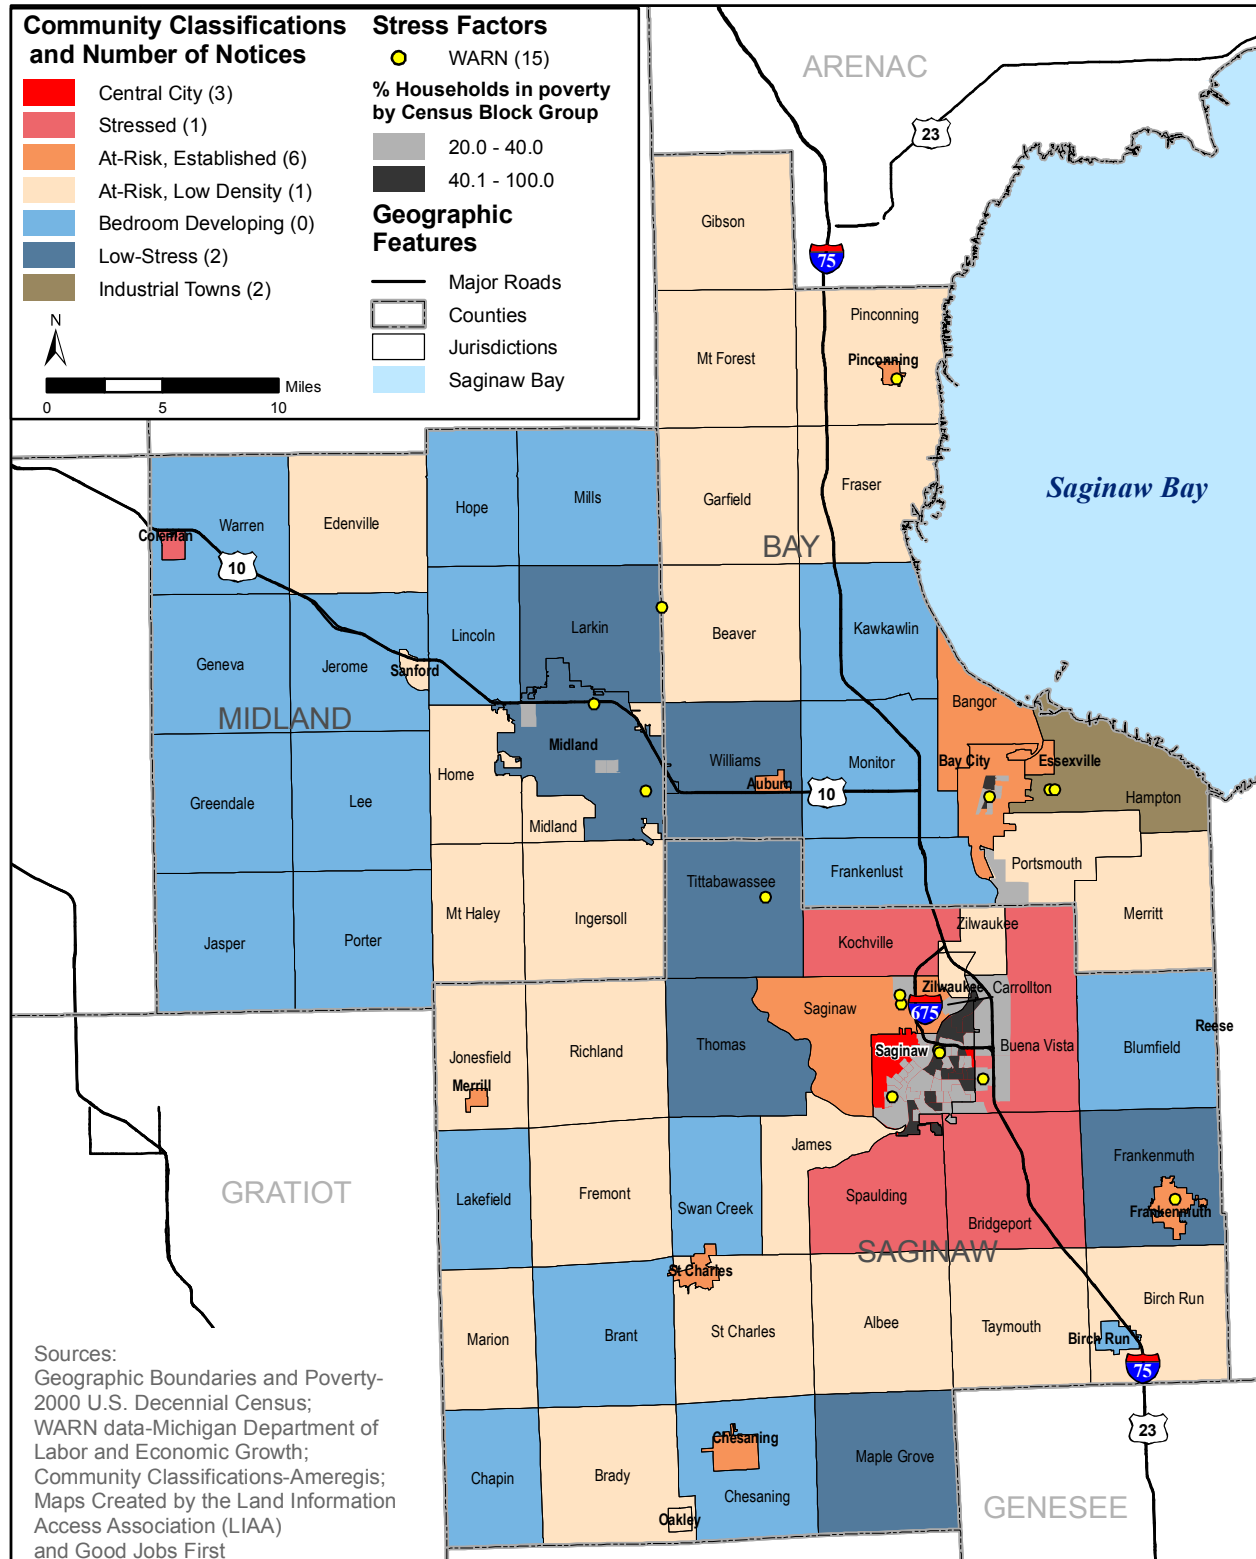 Community Classifications
and Number of Notices
Central City (3)
Stressed (1)
At-Risk, Established (6)
At-Risk, Low Density (1)
Bedroom Developing (0)
Low-Stress (2)
Industrial Towns (2)
N
Miles
0 5 10
Stress Factors
WARN (15)
% Households in poverty
by Census Block Group
20.0 - 40.0
40.1 - 100.0
Geographic
Features
Major Roads
Counties
Jurisdictions
Saginaw Bay
ARENAC
23
Gibson
75
Pinconning
Mt Forest
Pinconning
Saginaw Bay
Hope
Mills
Garfield
Fraser
Warren
Edenville
Coleman
BAY
10
Lincoln
Larkin
Beaver
Kawkawlin
Geneva
Jerome
Sanford
MIDLAND
Bangor
Midland
Williams
Monitor
Bay City
Essexville
Home
Auburn
10
Hampton
Greendale
Lee
Midland
Portsmouth
Tittabawassee
Frankenlust
Mt Haley
Ingersoll
Merritt
Jasper
Porter
Kochville
Zilwaukee
Zilwaukee
Carrollton
Saginaw
675
Reese
Jonesfield
Richland
Thomas
Saginaw
Buena Vista
Blumfield
Merrill
James
Frankenmuth
GRATIOT
Lakefield
Fremont
Swan Creek
Spaulding
Bridgeport
Frankenmuth
SAGINAW
St Charles
Birch Run
Marion
Brant
St Charles
Albee
Taymouth
Birch Run
75
23
Chesaning
Chapin
Brady
Chesaning
Maple Grove
Oakley
GENESEE
Sources:
Geographic Boundaries and Poverty-
2000 U.S. Decennial Census;
WARN data-Michigan Department of
Labor and Economic Growth;
Community Classifications-Ameregis;
Maps Created by the Land Information
Access Association (LIAA)
and Good Jobs First